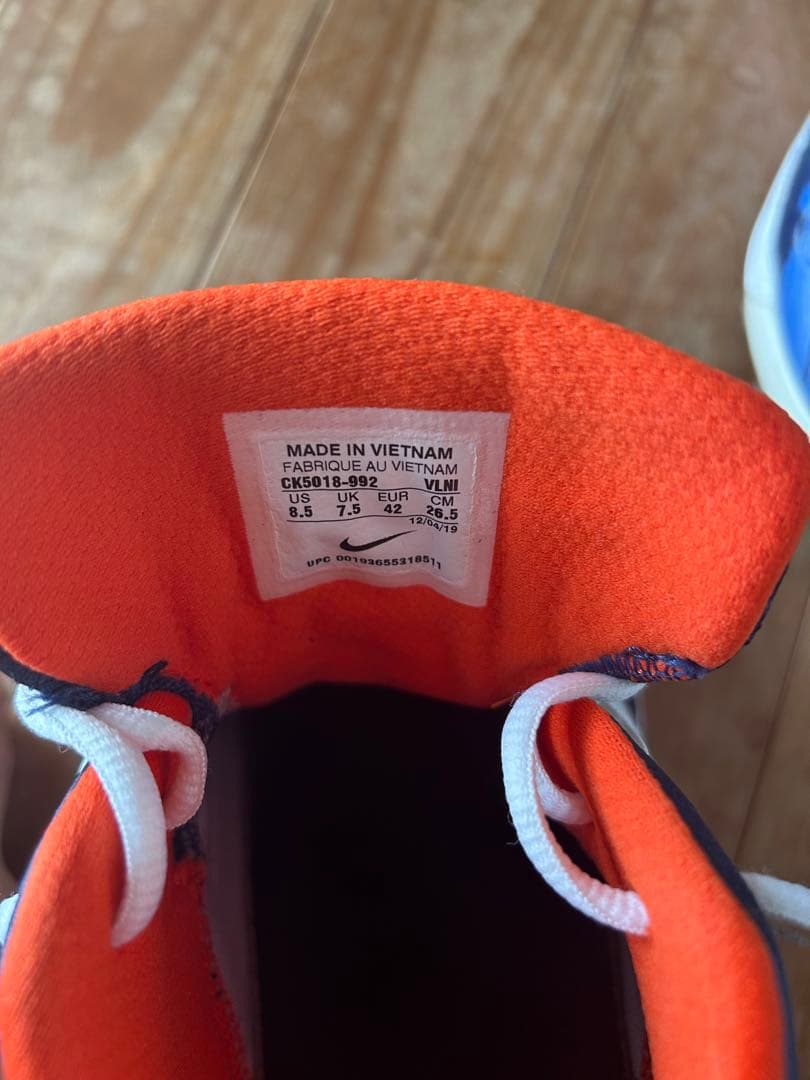 MADE IN VIETNAM
FABRIQUE AU VIETNAM
CK5018-992 VLNI
US UK EUR CM
8.5 7.5 42 26.5
12/04/19
UPC 00193655318511